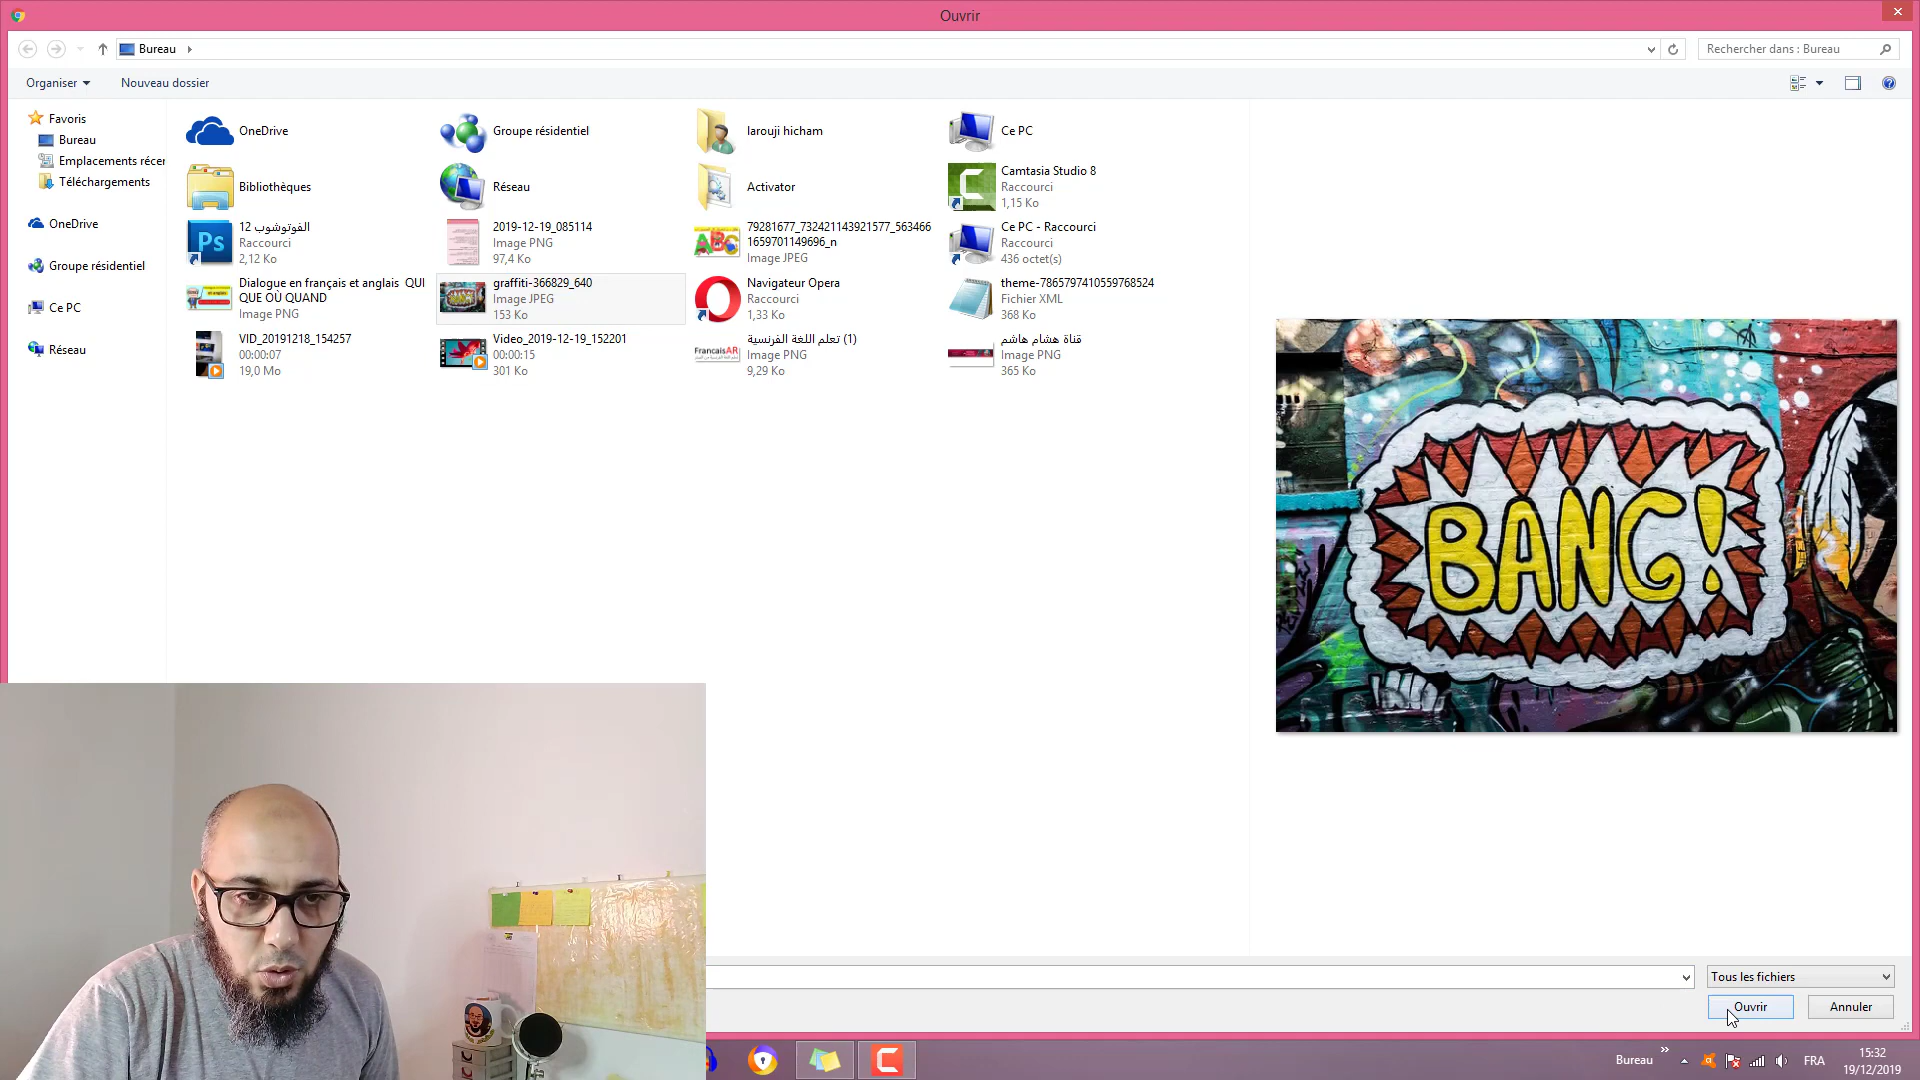 Ouvrir
Bureau
Rechercher dans : Bureau
Organiser
Nouveau dossier
Favoris
Bureau
Emplacements récer
Téléchargements
OneDrive
Groupe résidentiel
Ce PC
Réseau
OneDrive
Groupe résidentiel
larouji hicham
Ce PC
Bibliothèques
Réseau
Activator
Camtasia Studio 8
Raccourci
1,15 Ko
الفوتوشوب 12
Raccourci
2,12 Ko
2019-12-19_085114
Image PNG
97,4 Ko
79281677_732421143921577_563466
1659701149696_n
Image JPEG
Ce PC - Raccourci
Raccourci
436 octet(s)
Dialogue en français et anglais QUI
QUE OÙ QUAND
Image PNG
graffiti-366829_640
Image JPEG
153 Ko
Navigateur Opera
Raccourci
1,33 Ko
theme-7865797410559768524
Fichier XML
368 Ko
VID_20191218_154257
00:00:07
19,0 Mo
Video_2019-12-19_152201
00:00:15
301 Ko
تعلم اللغة الفرنسية (1)
Image PNG
9,29 Ko
قناة هشام هاشم
Image PNG
365 Ko
Ps
ABC
FrancaisAR
BANG!
Tous les fichiers
Ouvrir
Annuler
Bureau
FRA
15:32
19/12/2019